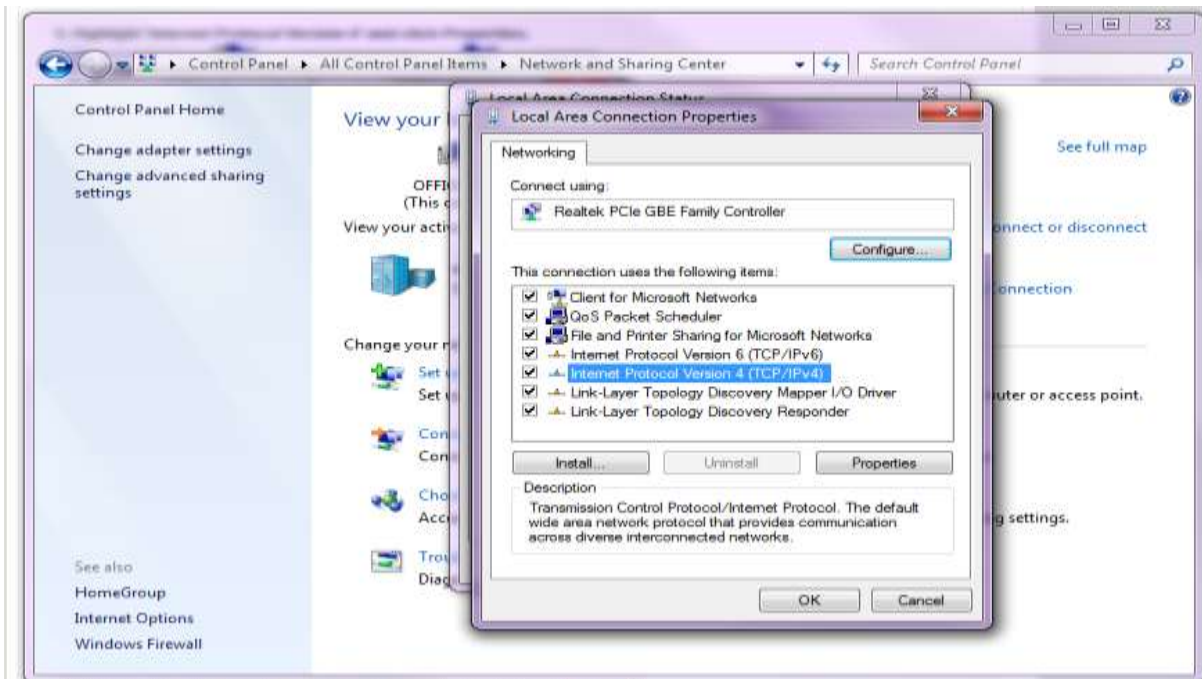 Control Panel ▸ All Control Panel Items ▸ Network and Sharing Center
Search Control Panel
Control Panel Home
Change adapter settings
Change advanced sharing
settings
See also
HomeGroup
Internet Options
Windows Firewall
View your
See full map
OFFI
(This c
View your activ
onnect or disconnect
onnection
Change your n
Set u
Set u
uter or access point.
Con
Con
Cho
Acce
g settings.
Trou
Diag
Local Area Connection Status
Local Area Connection Properties
Networking
Connect using:
Realtek PCIe GBE Family Controller
Configure...
This connection uses the following items:
Client for Microsoft Networks
QoS Packet Scheduler
File and Printer Sharing for Microsoft Networks
Internet Protocol Version 6 (TCP/IPv6)
Internet Protocol Version 4 (TCP/IPv4)
Link-Layer Topology Discovery Mapper I/O Driver
Link-Layer Topology Discovery Responder
Install...
Uninstall
Properties
Description
Transmission Control Protocol/Internet Protocol. The default
wide area network protocol that provides communication
across diverse interconnected networks.
OK
Cancel